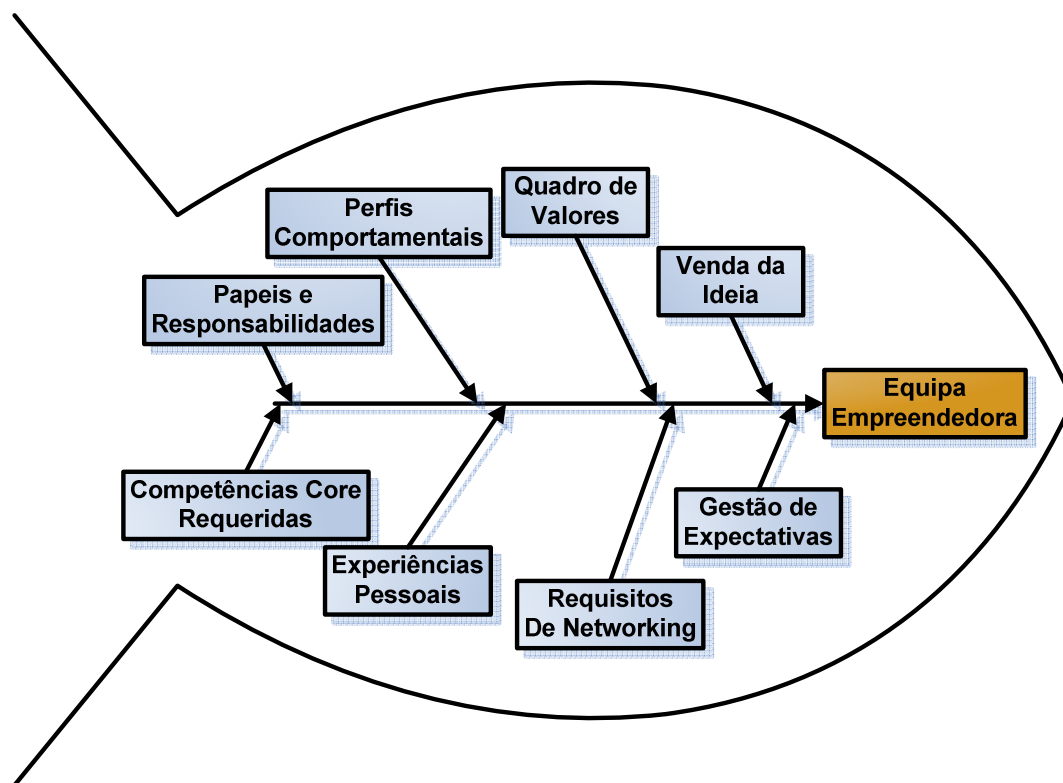 Quadro de
Valores
Perfis
Comportamentais
Venda da
Ideia
Papeis e
Responsabilidades
Equipa
Empreendedora
Competências Core
Requeridas
Gestão de
Expectativas
Experiências
Pessoais
Requisitos
De Networking